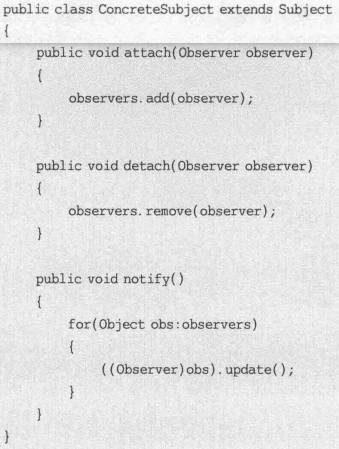 public class ConcreteSubject extends Subject
{
    public void attach(Observer observer)
    {
        observers.add(observer);
    }

    public void detach(Observer observer)
    {
        observers.remove(observer);
    }

    public void notify()
    {
        for(Object obs:observers)
        {
            ((Observer)obs).update();
        }
    }
}